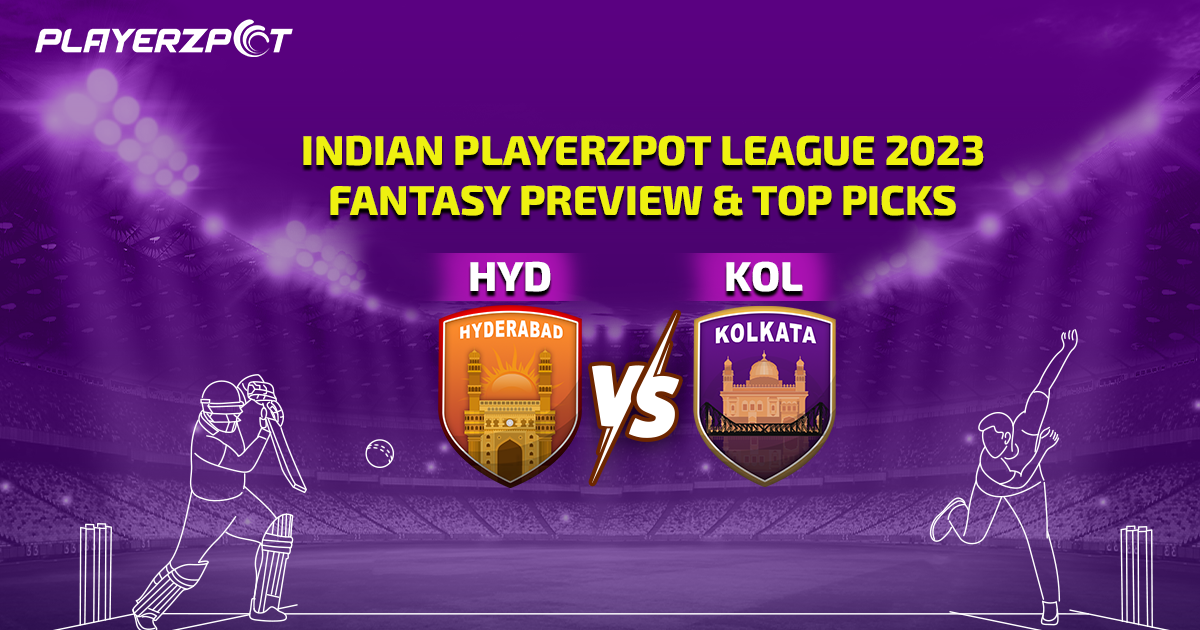 PLAYERZPOT
INDIAN PLAYERZPOT LEAGUE 2023
FANTASY PREVIEW & TOP PICKS
HYD
KOL
HYDERABAD
VS
KOLKATA